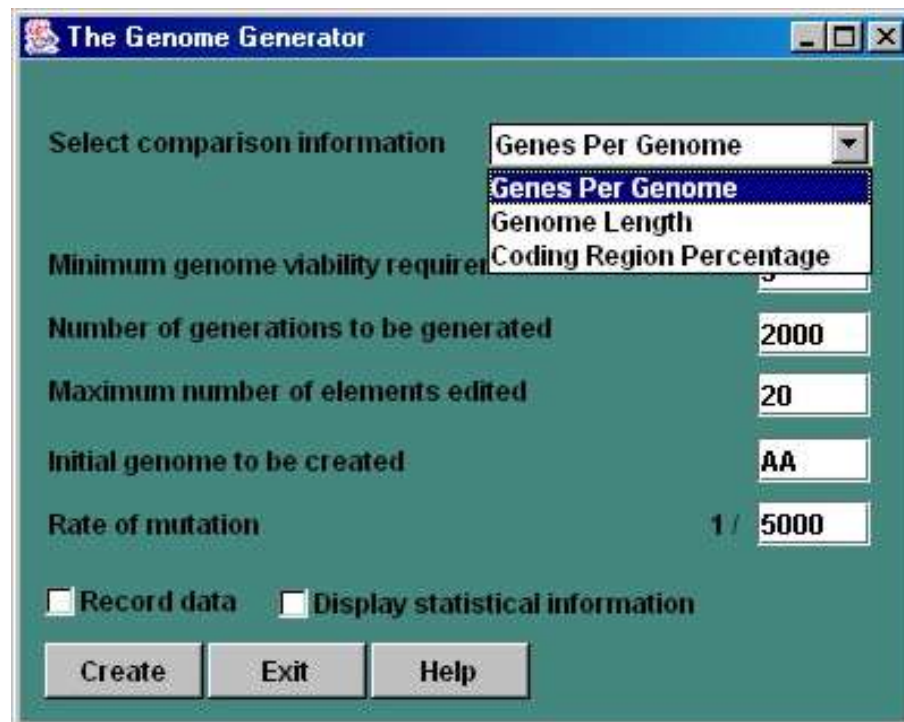 The Genome Generator
Select comparison information Genes Per Genome
Genes Per Genome
Genome Length
Coding Region Percentage
Minimum genome viability
Number of generations to be generated 2000
Maximum number of elements edited 20
Initial genome to be created AA
Rate of mutation 1 / 5000
Record data Display statistical information
Create Exit Help